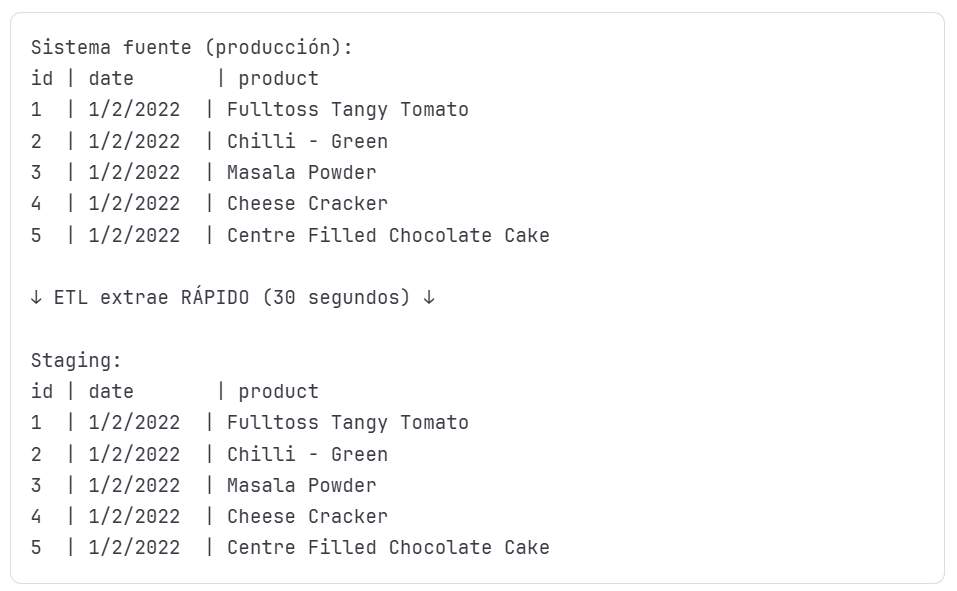 Sistema fuente (producción):
id | date       | product
1  | 1/2/2022  | Fulltoss Tangy Tomato
2  | 1/2/2022  | Chilli - Green
3  | 1/2/2022  | Masala Powder
4  | 1/2/2022  | Cheese Cracker
5  | 1/2/2022  | Centre Filled Chocolate Cake
↓ ETL extrae RÁPIDO (30 segundos) ↓
Staging:
id | date       | product
1  | 1/2/2022  | Fulltoss Tangy Tomato
2  | 1/2/2022  | Chilli - Green
3  | 1/2/2022  | Masala Powder
4  | 1/2/2022  | Cheese Cracker
5  | 1/2/2022  | Centre Filled Chocolate Cake